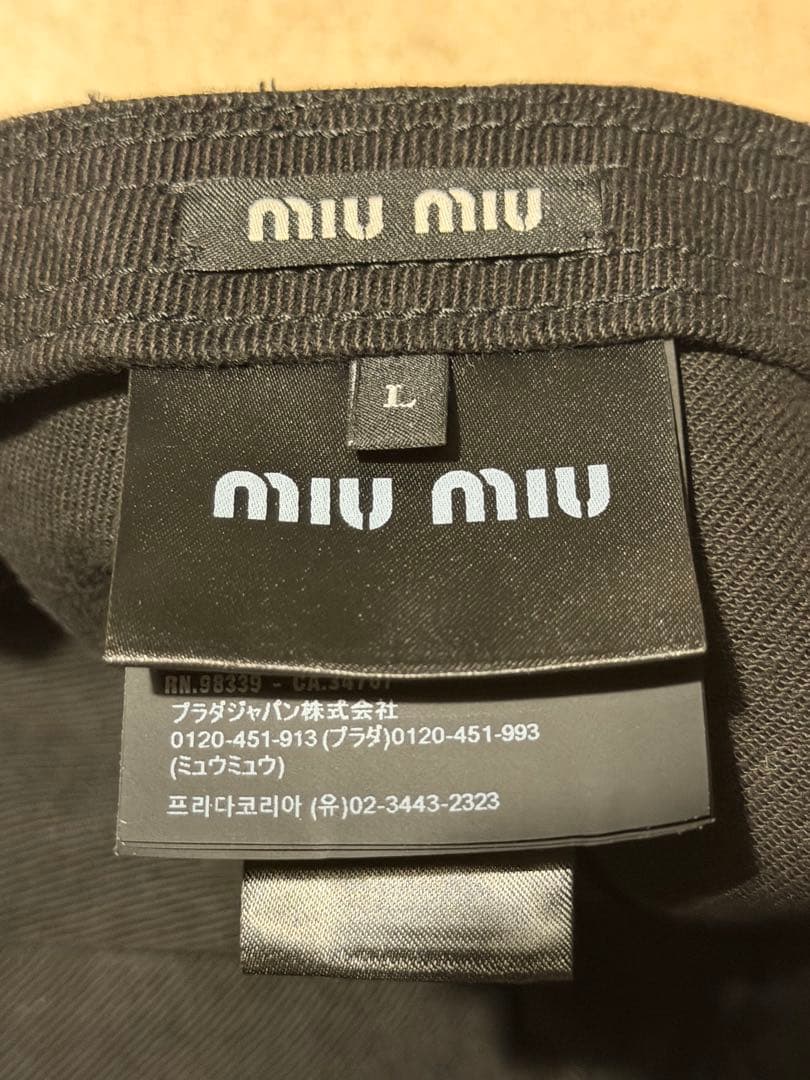 miu miu
L
miu miu
RN.98339 - CA.34767
プラダジャパン株式会社
0120-451-913 (プラダ)0120-451-993
(ミュウミュウ)
프라다코리아 (유)02-3443-2323